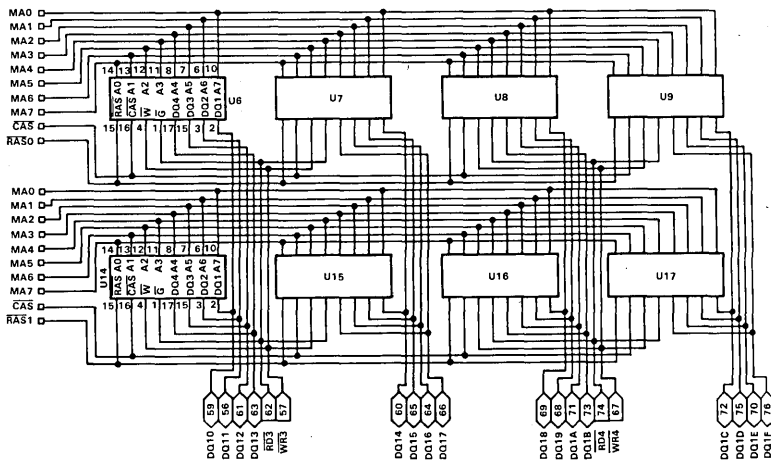 MA0
MA1
MA2
MA3
MA4
MA5
MA6
MA7
CAS
RAS0
14 13 12 11 8 7 6 10
RAS A0
CAS A1
W A2
G A3
DQ4 A4
DQ3 A5
DQ2 A6
DQ1 A7
15 16 4 1 17 15 3 2
U6
U7
U8
U9
MA0
MA1
MA2
MA3
MA4
MA5
MA6
MA7
CAS
RAS1
14 13 12 11 8 7 6 10
U14
RAS A0
CAS A1
W A2
G A3
DQ4 A4
DQ3 A5
DQ2 A6
DQ1 A7
15 16 4 1 17 15 3 2
U15
U16
U17
59 56 61 63 62 57
DQ10 DQ11 DQ12 DQ13 RD3 WR3
60 65 64 66
DQ14 DQ15 DQ16 DQ17
69 68 71 73 74 67
DQ18 DQ19 DQ1A DQ1B RD4 WR4
72 75 70 76
DQ1C DQ1D DQ1E DQ1F